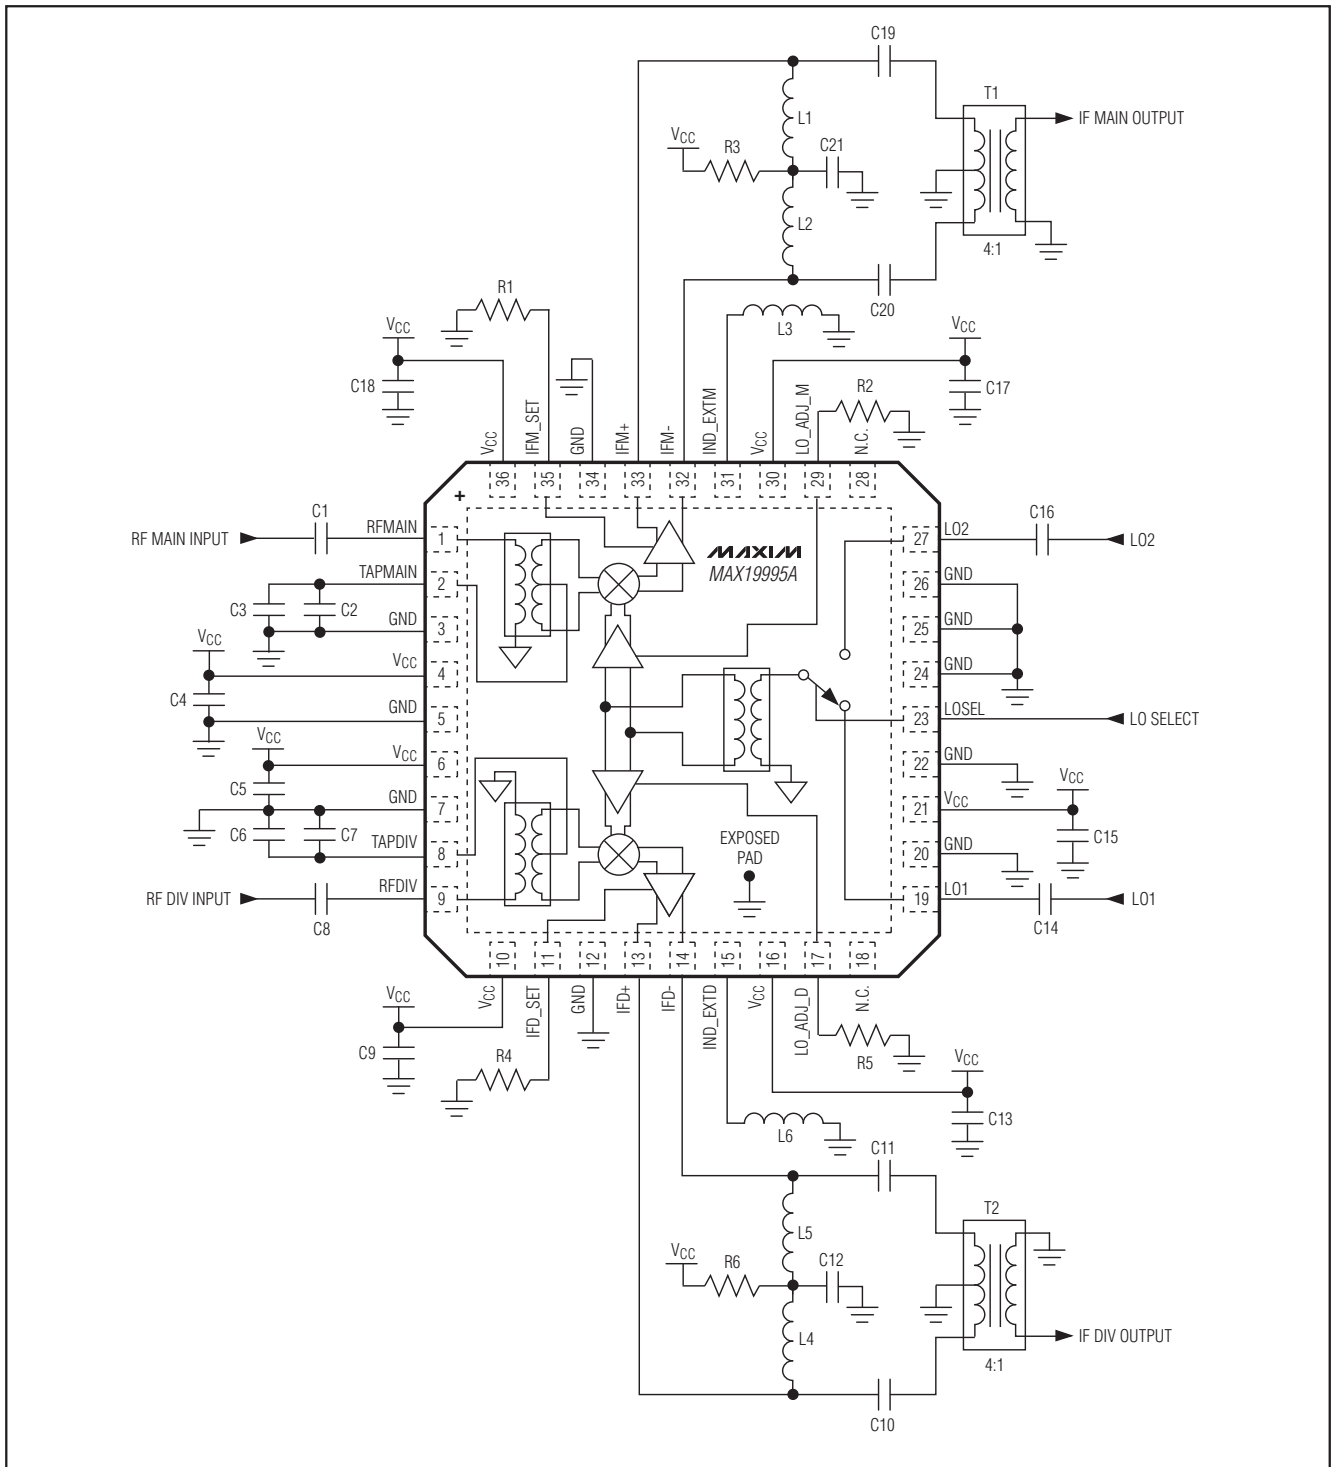 C19
T1
IF MAIN OUTPUT
L1
VCC
R3
C21
L2
4:1
C20
R1
L3
VCC
VCC
C18
C17
R2
VCC
IFM_SET
GND
IFM+
IFM-
IND_EXTM
VCC
LO_ADJ_M
N.C.
36
35
34
33
32
31
30
29
28
+
MAXIM
MAX19995A
RF MAIN INPUT
C1
RFMAIN
1
27
LO2
C16
LO2
TAPMAIN
2
26
GND
C3
C2
GND
3
25
GND
VCC
VCC
4
24
GND
C4
GND
5
23
LOSEL
LO SELECT
VCC
VCC
6
22
GND
C5
GND
7
21
VCC
VCC
C6
C7
TAPDIV
8
EXPOSED
PAD
20
GND
C15
RF DIV INPUT
C8
RFDIV
9
19
LO1
C14
LO1
10
11
12
13
14
15
16
17
18
VCC
IFD_SET
GND
IFD+
IFD-
IND_EXTD
VCC
LO_ADJ_D
N.C.
VCC
C9
R4
R5
VCC
L6
C13
C11
T2
L5
VCC
R6
C12
L4
IF DIV OUTPUT
4:1
C10